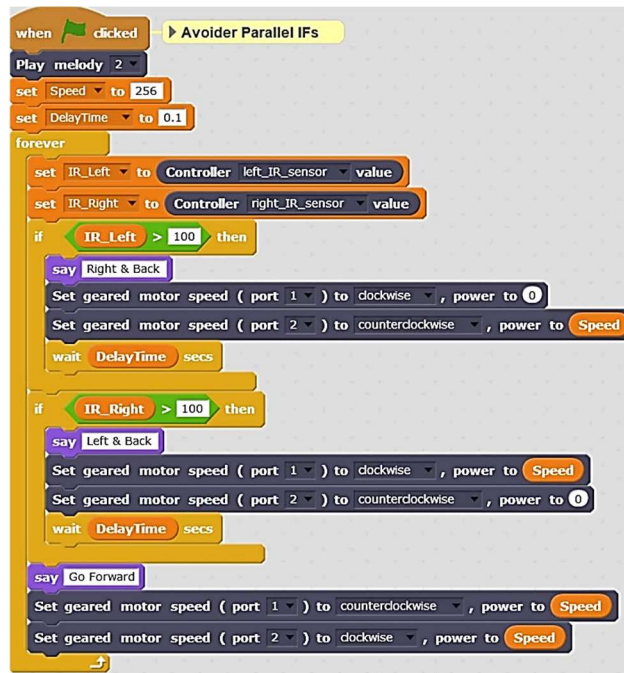 when clicked Avoider Parallel IFs
Play melody 2
set Speed to 256
set DelayTime to 0.1
forever
set IR_Left to Controller left_IR_sensor value
set IR_Right to Controller right_IR_sensor value
if IR_Left > 100 then
say Right & Back
Set geared motor speed ( port 1 ) to clockwise , power to 0
Set geared motor speed ( port 2 ) to counterclockwise , power to Speed
wait DelayTime secs
if IR_Right > 100 then
say Left & Back
Set geared motor speed ( port 1 ) to clockwise , power to Speed
Set geared motor speed ( port 2 ) to counterclockwise , power to 0
wait DelayTime secs
say Go Forward
Set geared motor speed ( port 1 ) to counterclockwise , power to Speed
Set geared motor speed ( port 2 ) to clockwise , power to Speed